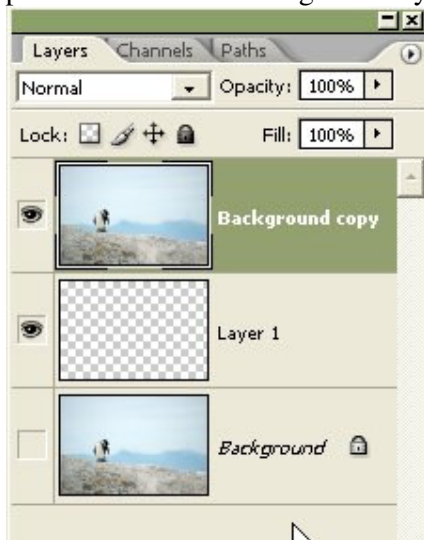 Layers Channels Paths
Normal Opacity: 100%
Lock: Fill: 100%
Background copy
Layer 1
Background